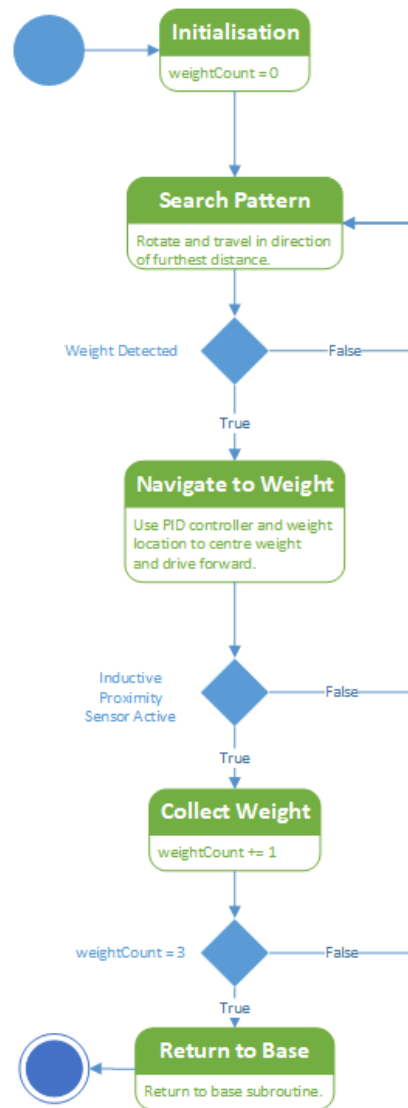 Initialisation
weightCount = 0
Search Pattern
Rotate and travel in direction
of furthest distance.
Weight Detected
False
True
Navigate to Weight
Use PID controller and weight
location to centre weight
and drive forward.
Inductive
Proximity
Sensor Active
False
True
Collect Weight
weightCount += 1
weightCount = 3
False
True
Return to Base
Return to base subroutine.